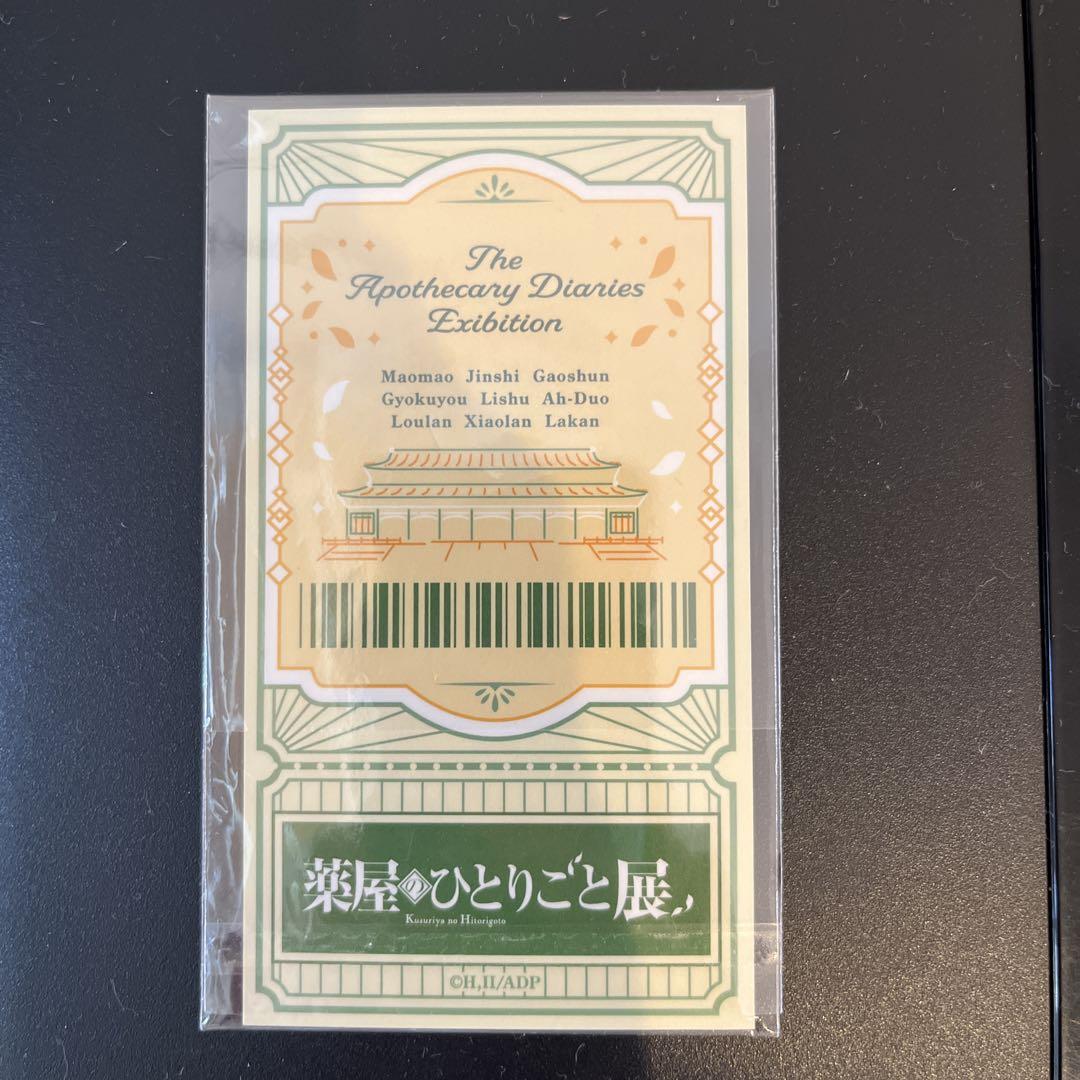 The
Apothecary Diaries
Exibition
Maomao Jinshi Gaoshun
Gyokuyou Lishu Ah-Duo
Loulan Xiaolan Lakan
薬屋のひとりごと展
Kusuriya no Hitorigoto
©H,II/ADP